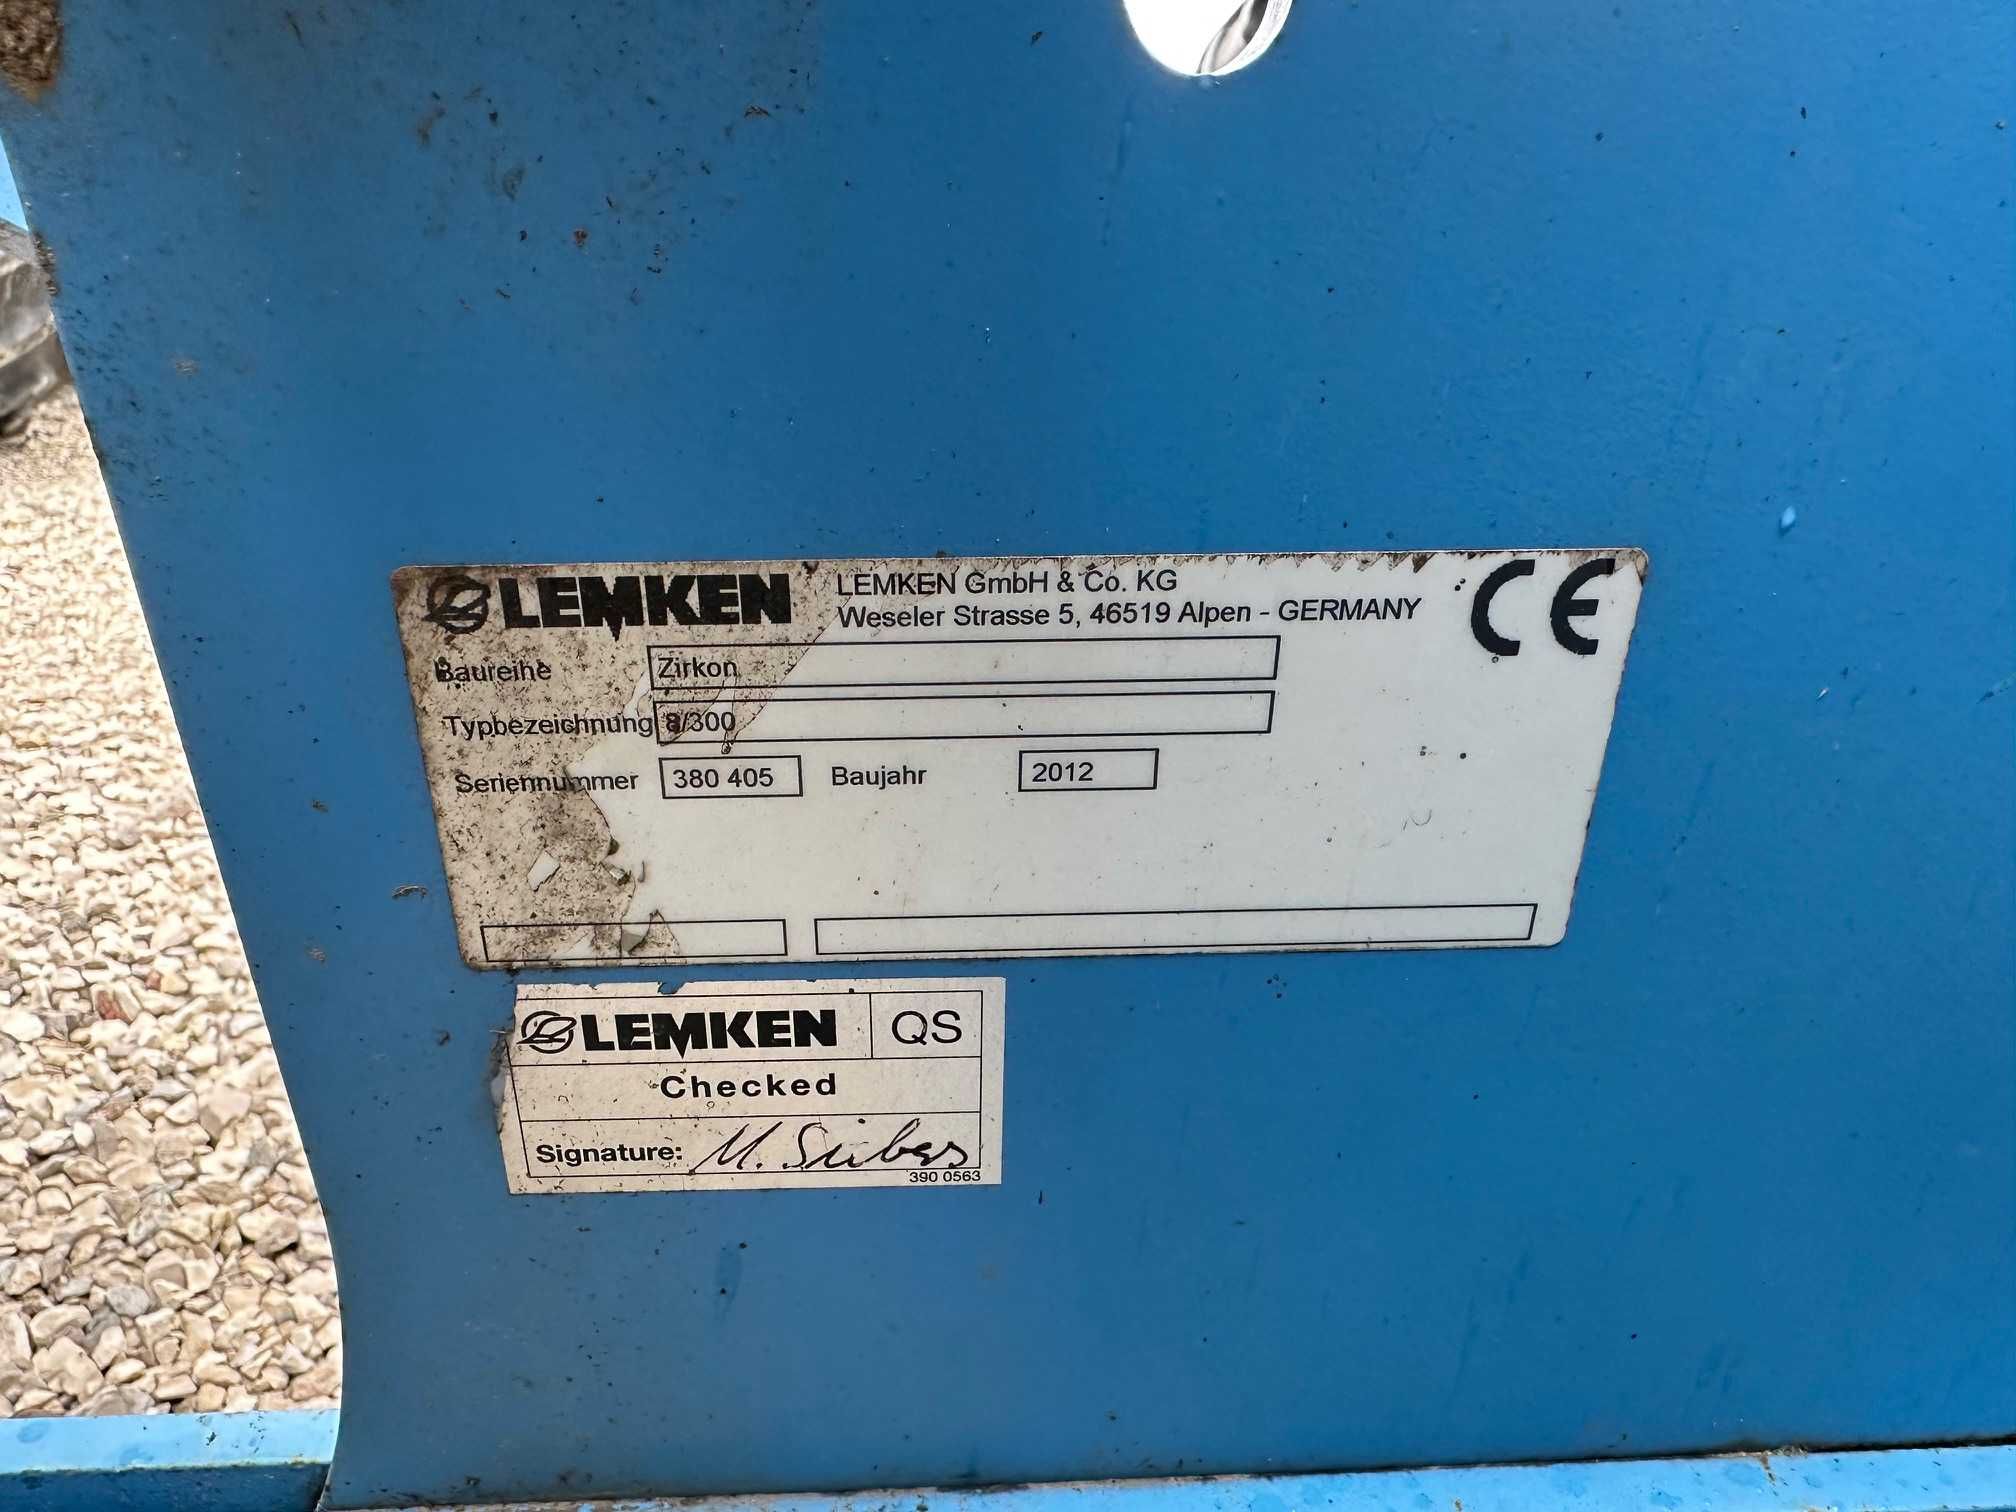 LEMKEN LEMKEN GmbH & Co. KG
Weseler Strasse 5, 46519 Alpen - GERMANY
CE
Baureihe Zirkon
Typbezeichnung 8/300
Seriennummer 380 405 Baujahr 2012
LEMKEN QS
Checked
Signature: M. Siebers
390 0563